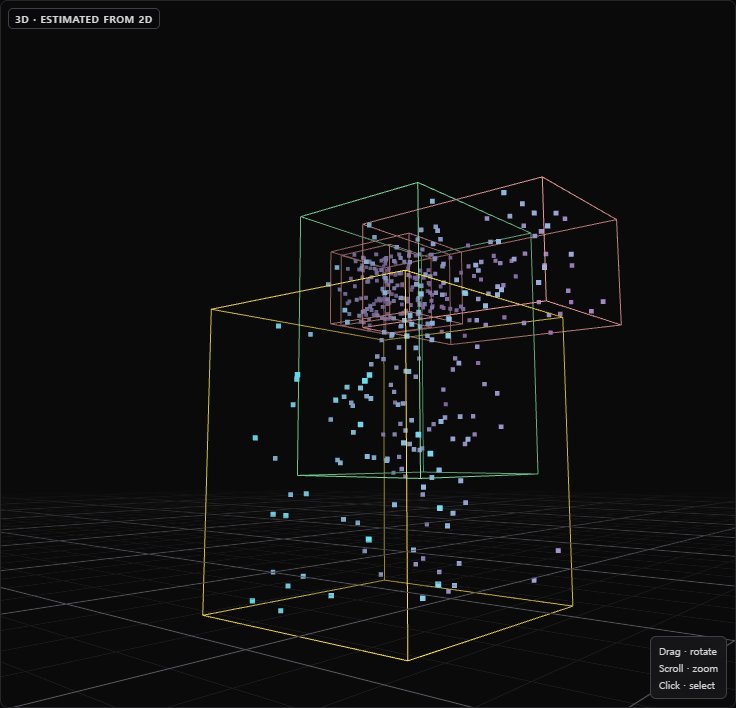 3D · ESTIMATED FROM 2D
Drag · rotate
Scroll · zoom
Click · select